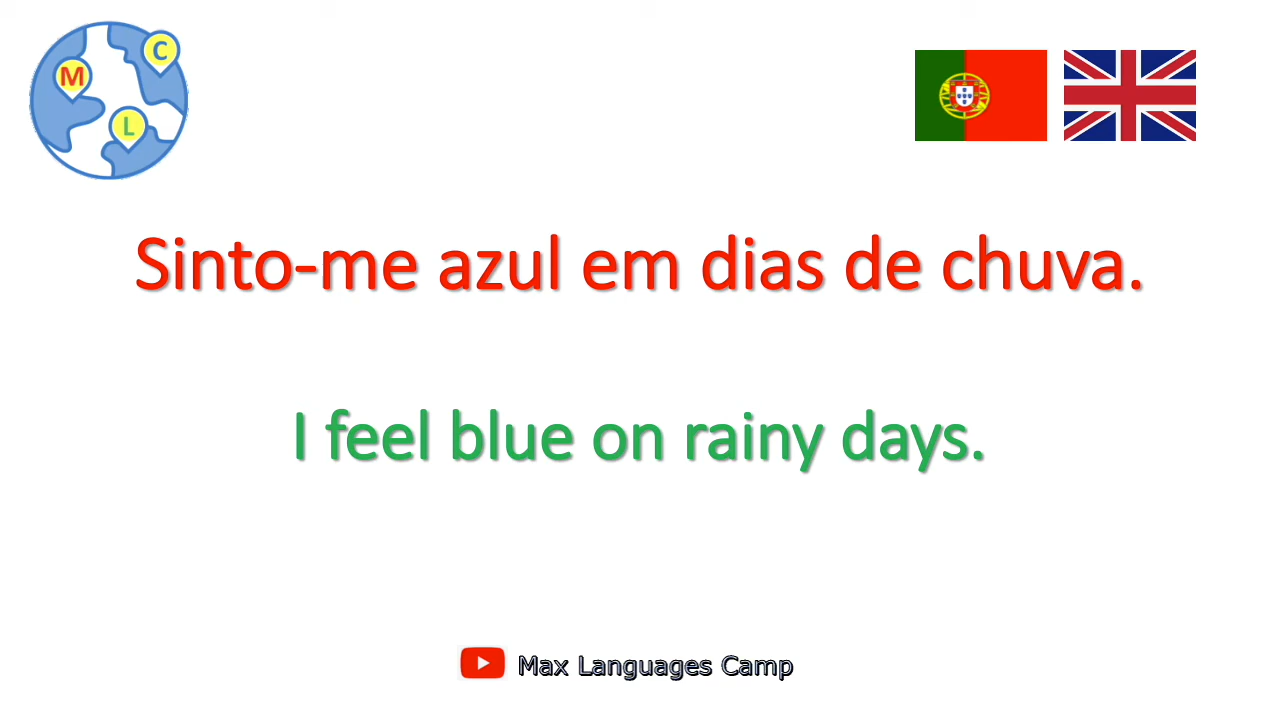 C
M
L
Sinto-me azul em dias de chuva.
I feel blue on rainy days.
Max Languages Camp